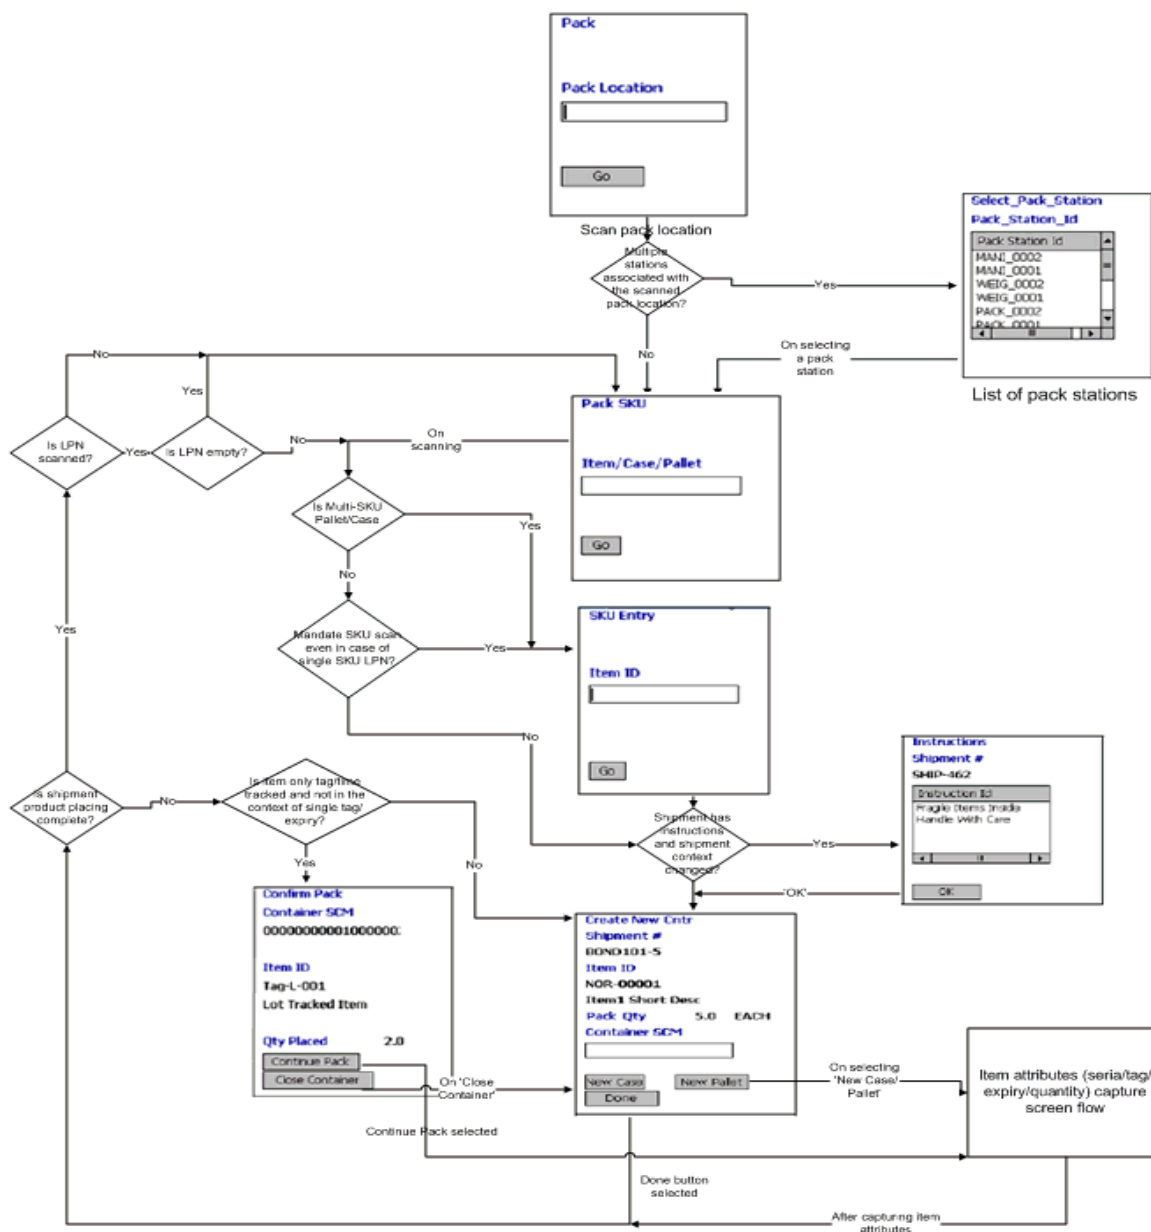 Pack
Pack Location
Go
Scan pack location
Multiple
stations
associated with
the scanned
pack location?
Yes
No
Select_Pack_Station
Pack_Station_Id
Pack Station Id
MANI_0002
MANI_0001
WEIG_0002
WEIG_0001
PACK_0002
PACK_0001
List of pack stations
On selecting
a pack
station
No
Yes
Is LPN
scanned?
Yes
Is LPN empty?
No
On
scanning
Pack SKU
Item/Case/Pallet
Go
Is Multi-SKU
Pallet/Case
Yes
No
Mandate SKU scan
even in case of
single SKU LPN?
Yes
No
SKU Entry
Item ID
Go
Yes
Is shipment
product placing
complete?
No
Is item only tag/time
tracked and not in the
context of single tag/
expiry?
Yes
No
Shipment has
instructions
and shipment
context
changed?
Yes
'OK'
Instructions
Shipment #
SHIP-462
Instruction Id
Fragile Items Inside
Handle With Care
OK
Confirm Pack
Container SCM
Item ID
Tag-L-001
Lot Tracked Item
Qty Placed 2.0
Continue Pack
Close Container
On 'Close
Container'
Continue Pack selected
Create New Cntr
Shipment #
BOND101-5
Item ID
NOR-00001
Item1 Short Desc
Pack Qty 5.0 EACH
Container SCM
New Case New Pallet
Done
On selecting
'New Case/
Pallet'
Item attributes (seria/tag/
expiry/quantity) capture
screen flow
Done button
selected
After capturing item
attributes